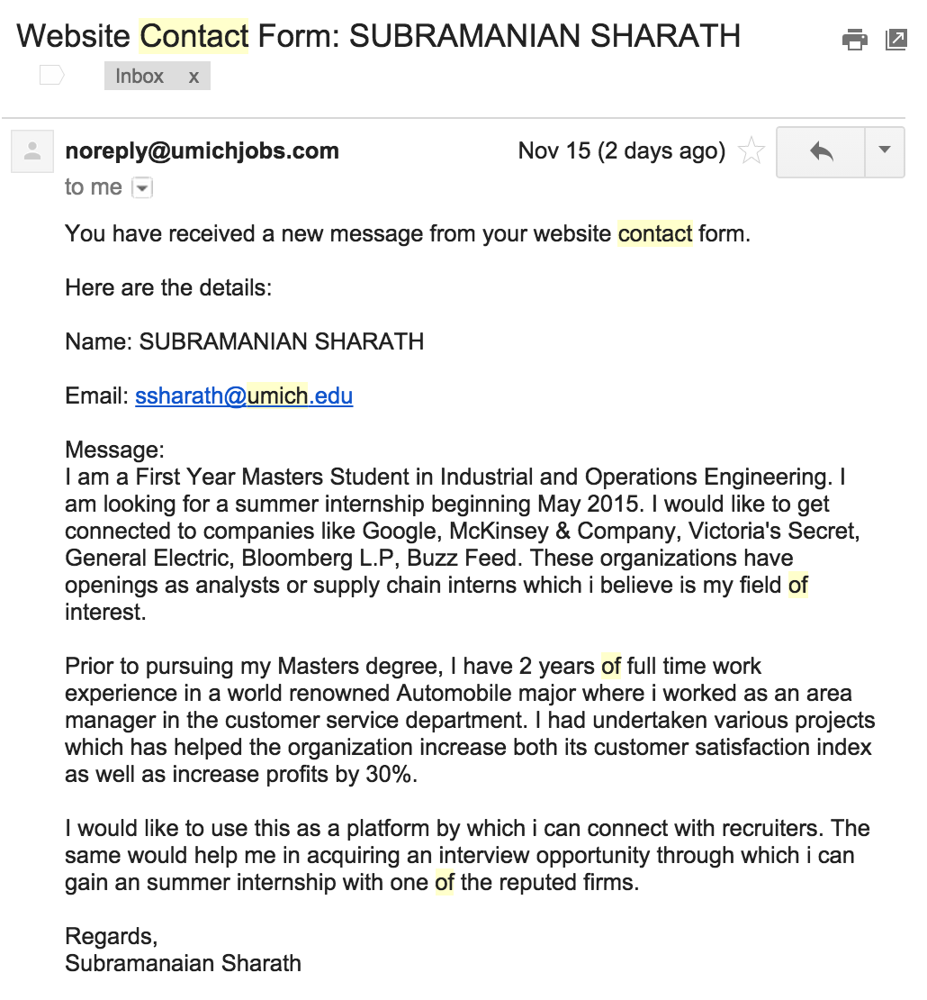 Website Contact Form: SUBRAMANIAN SHARATH
Inbox x
noreply@umichjobs.com Nov 15 (2 days ago)
to me
You have received a new message from your website contact form.
Here are the details:
Name: SUBRAMANIAN SHARATH
Email: ssharath@umich.edu
Message:
I am a First Year Masters Student in Industrial and Operations Engineering. I
am looking for a summer internship beginning May 2015. I would like to get
connected to companies like Google, McKinsey & Company, Victoria's Secret,
General Electric, Bloomberg L.P, Buzz Feed. These organizations have
openings as analysts or supply chain interns which i believe is my field of
interest.
Prior to pursuing my Masters degree, I have 2 years of full time work
experience in a world renowned Automobile major where i worked as an area
manager in the customer service department. I had undertaken various projects
which has helped the organization increase both its customer satisfaction index
as well as increase profits by 30%.
I would like to use this as a platform by which i can connect with recruiters. The
same would help me in acquiring an interview opportunity through which i can
gain an summer internship with one of the reputed firms.
Regards,
Subramanaian Sharath